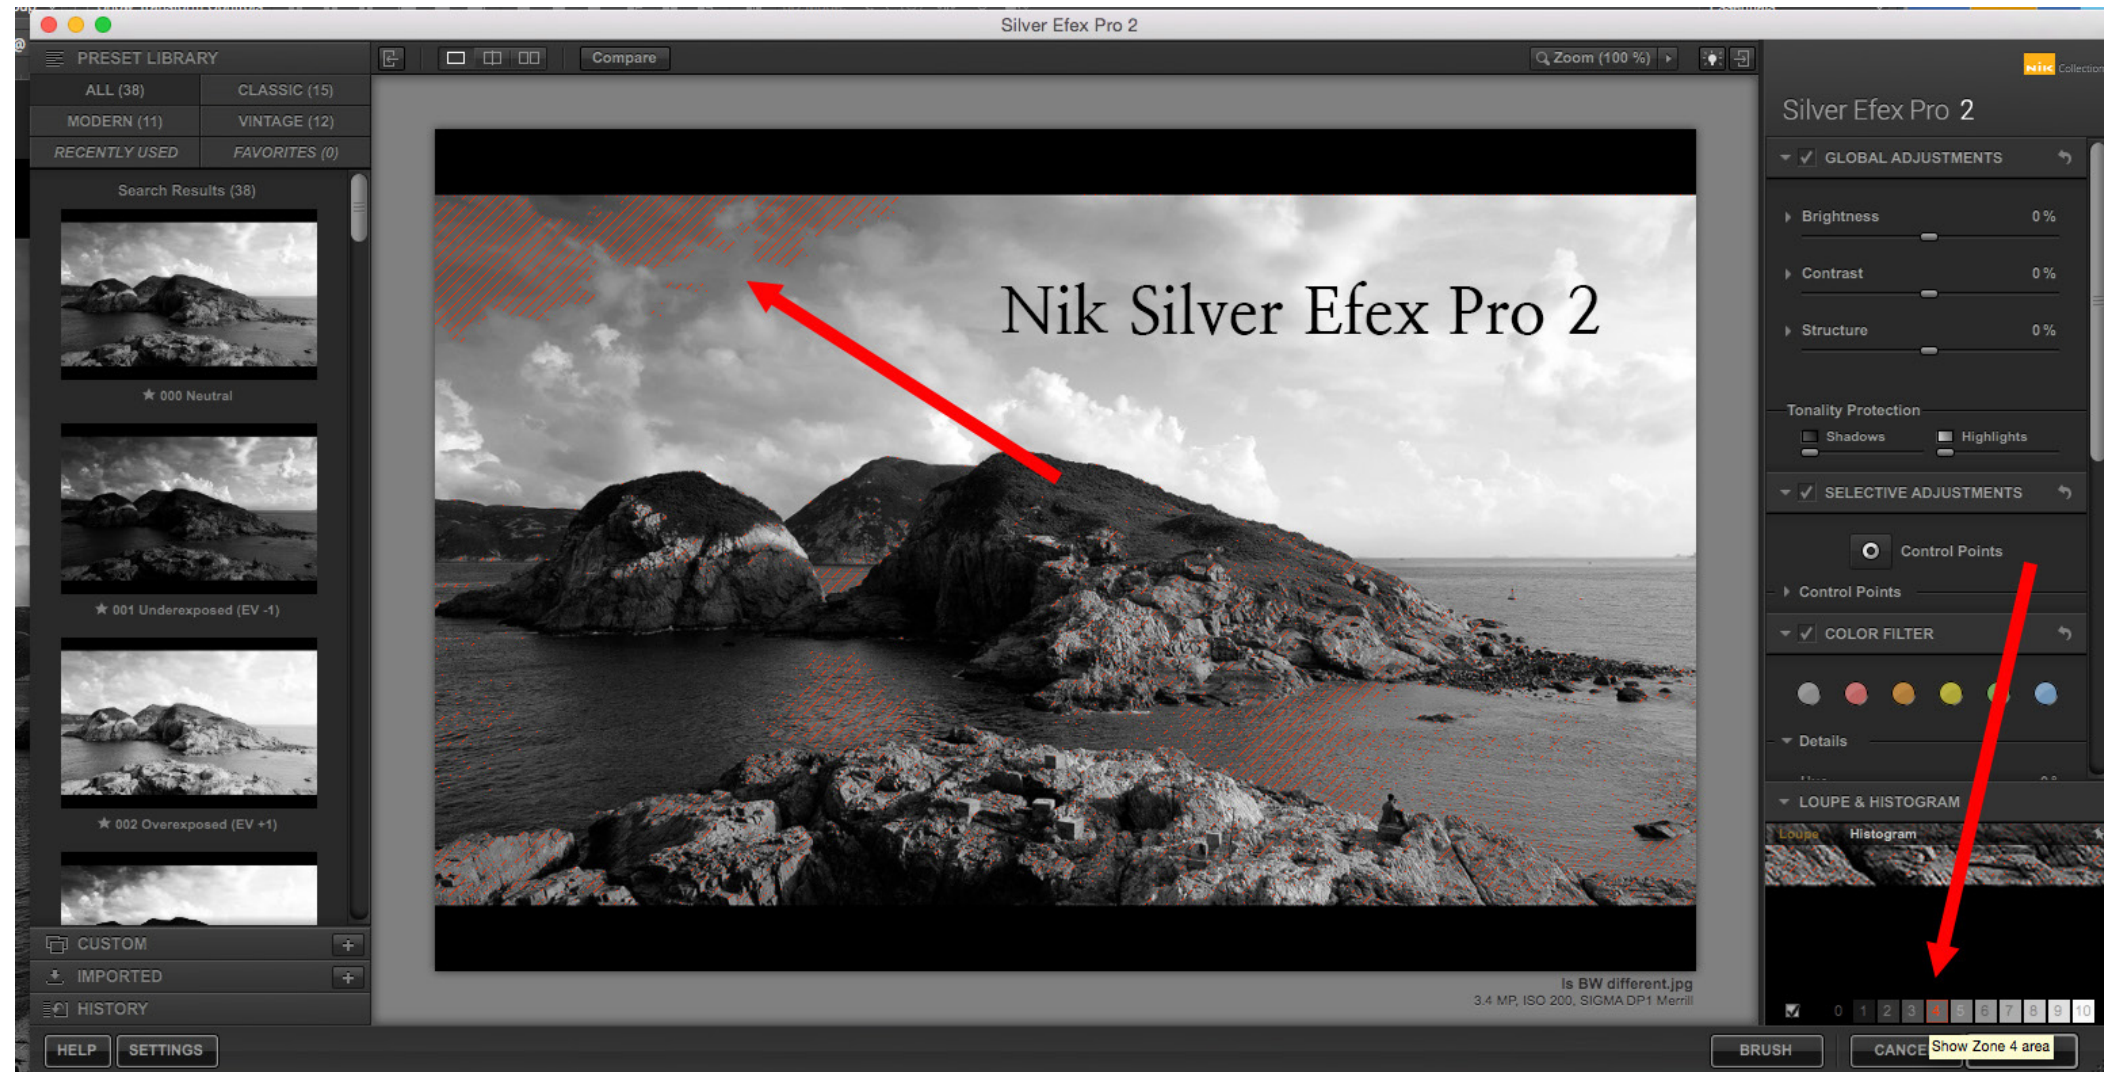 Silver Efex Pro 2
PRESET LIBRARY
ALL (38)
CLASSIC (15)
MODERN (11)
VINTAGE (12)
RECENTLY USED
FAVORITES (0)
Search Results (38)
★ 000 Neutral
★ 001 Underexposed (EV -1)
★ 002 Overexposed (EV +1)
CUSTOM
IMPORTED
HISTORY
HELP
SETTINGS
Compare
Zoom (100 %)
Nik Silver Efex Pro 2
Is BW different.jpg
3.4 MP, ISO 200, SIGMA DP1 Merrill
Nik Collection
Silver Efex Pro 2
GLOBAL ADJUSTMENTS
Brightness 0 %
Contrast 0 %
Structure 0 %
Tonality Protection
Shadows
Highlights
SELECTIVE ADJUSTMENTS
Control Points
Control Points
COLOR FILTER
Details
LOUPE & HISTOGRAM
Loupe
Histogram
0 1 2 3 4 5 6 7 8 9 10
BRUSH
CANCE
Show Zone 4 area